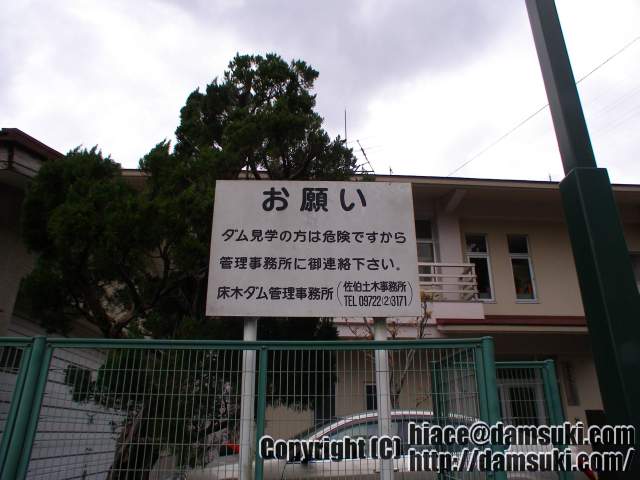 お願い
ダム見学の方は危険ですから
管理事務所に御連絡下さい。
床木ダム管理事務所(佐伯土木事務所
TEL 09722(2)3171)
Copyright (C) hiace@damsuki.com
http://damsuki.com/